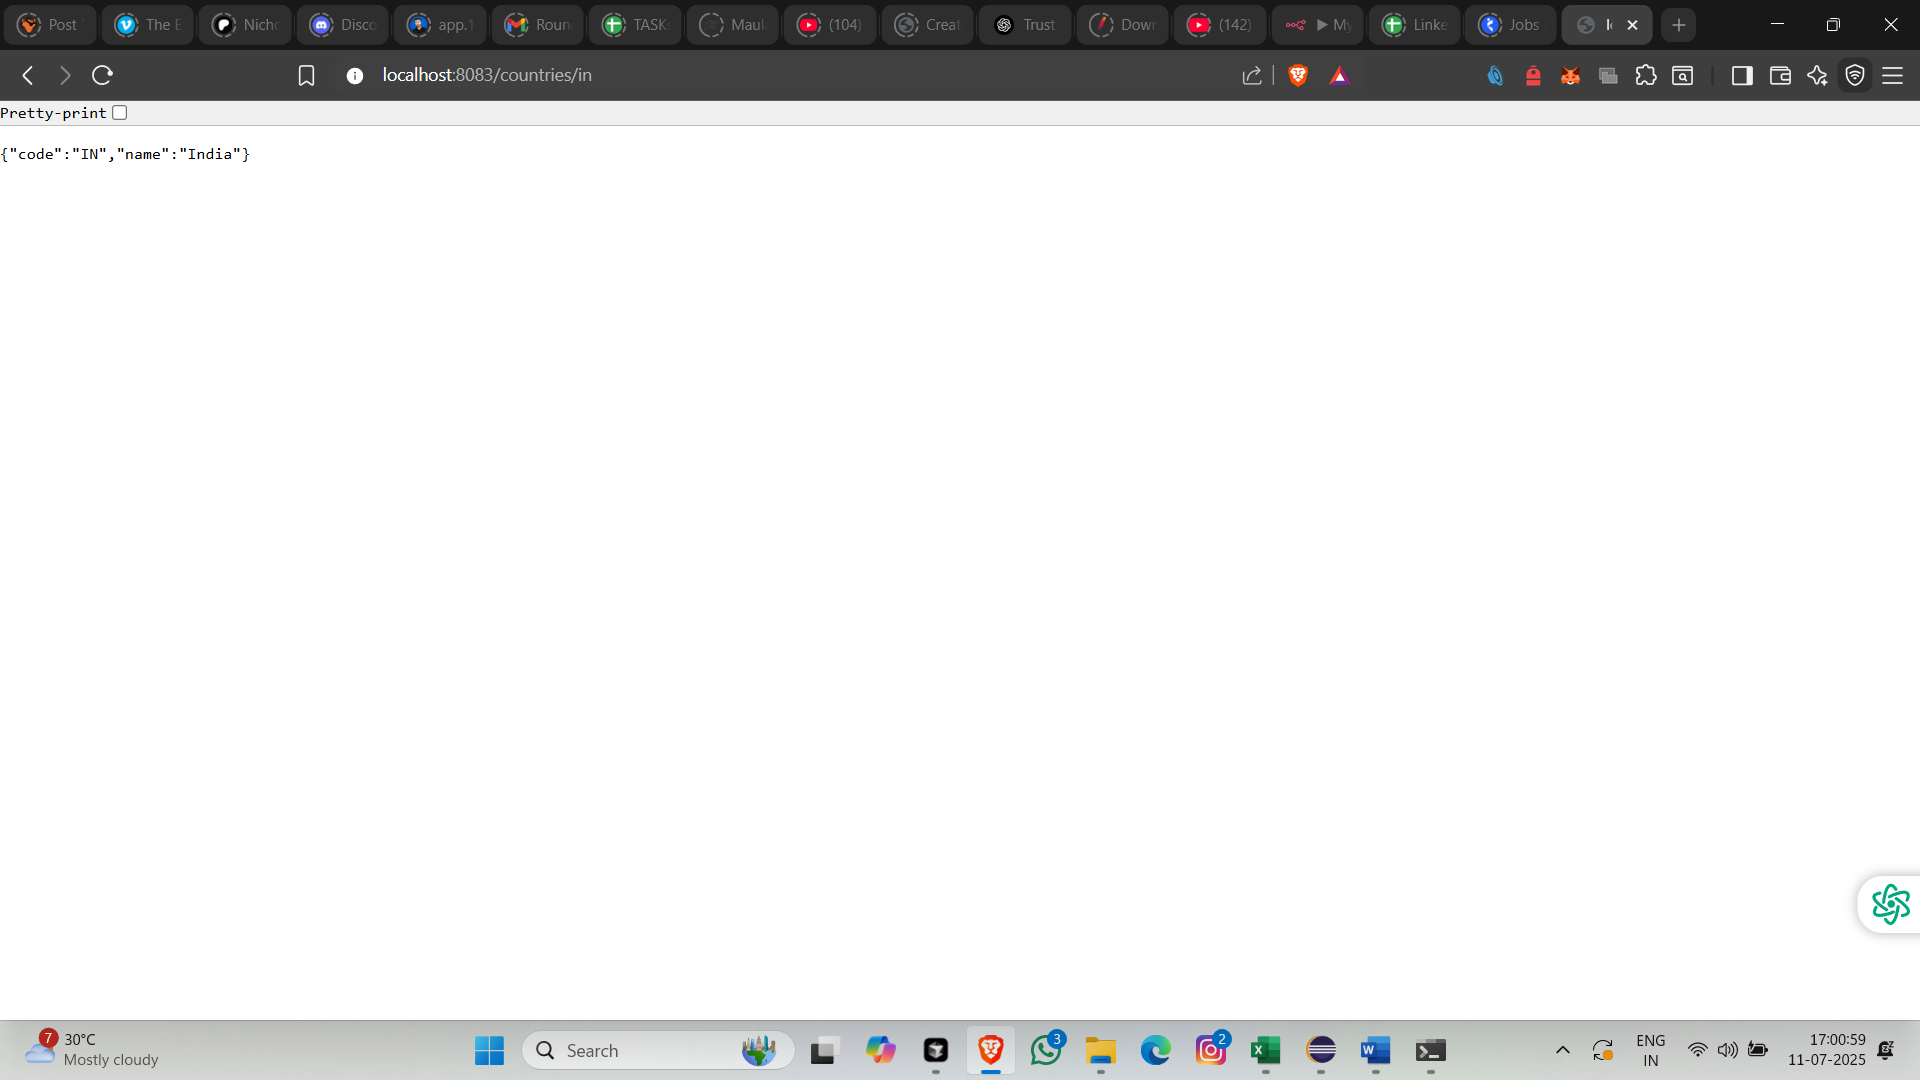 Post
The E
Nich
Disco
app.1
Roun
TASK
Maul
(104)
Creat
Trust
Dowr
(142)
▶ My
Linke
Jobs
localhost:8083/countries/in
Pretty-print
{"code":"IN","name":"India"}
7
30°C
Mostly cloudy
Search
3
2
ENG
IN
17:00:59
11-07-2025